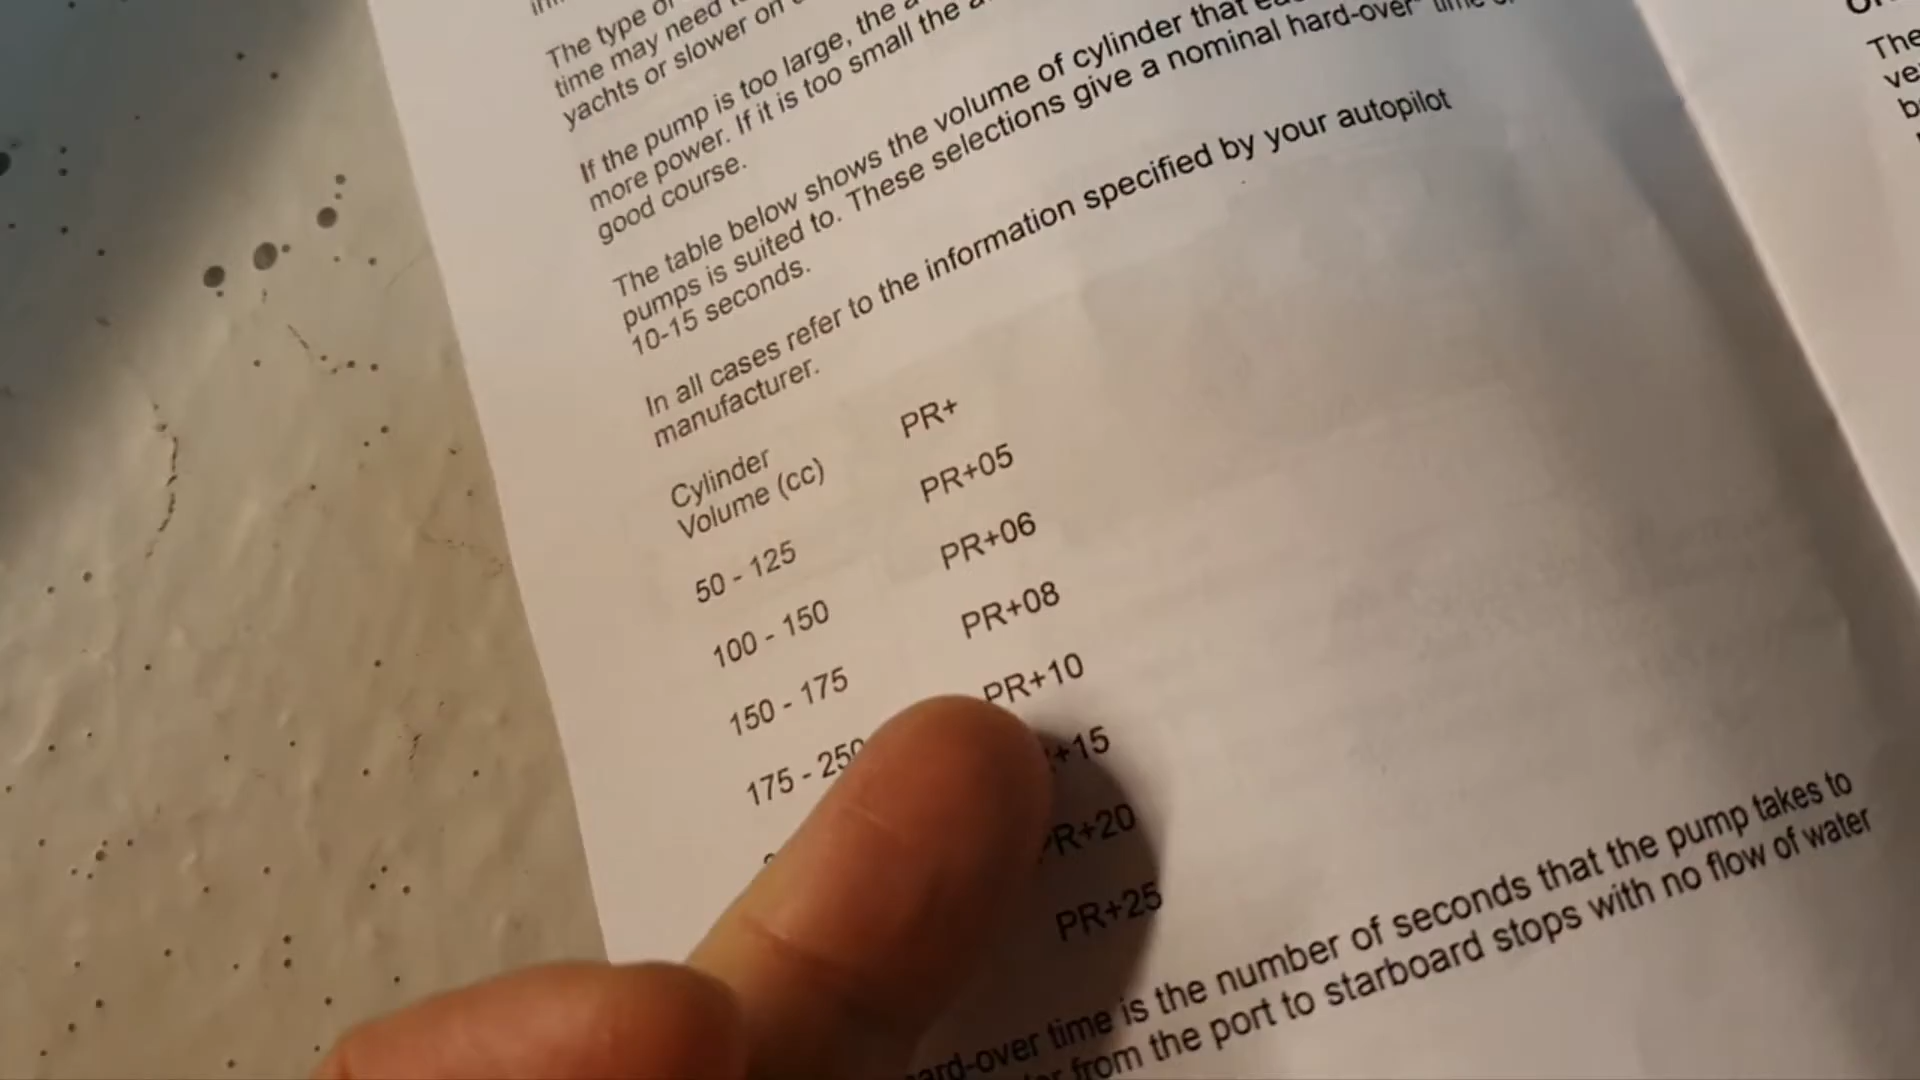 The type of
time may need
yachts or slower on
If the pump is too large, the
more power. If it is too small the
good course.
The table below shows the volume of cylinder that
pumps is suited to. These selections give a nominal hard-over* time
10-15 seconds.
In all cases refer to the information specified by your autopilot
manufacturer.
Cylinder PR+
Volume (cc)
50 - 125 PR+05
100 - 150 PR+06
150 - 175 PR+08
175 - 250 PR+10
+15
PR+20
PR+25
time is the number of seconds that the pump takes to
from the port to starboard stops with no flow of water
The